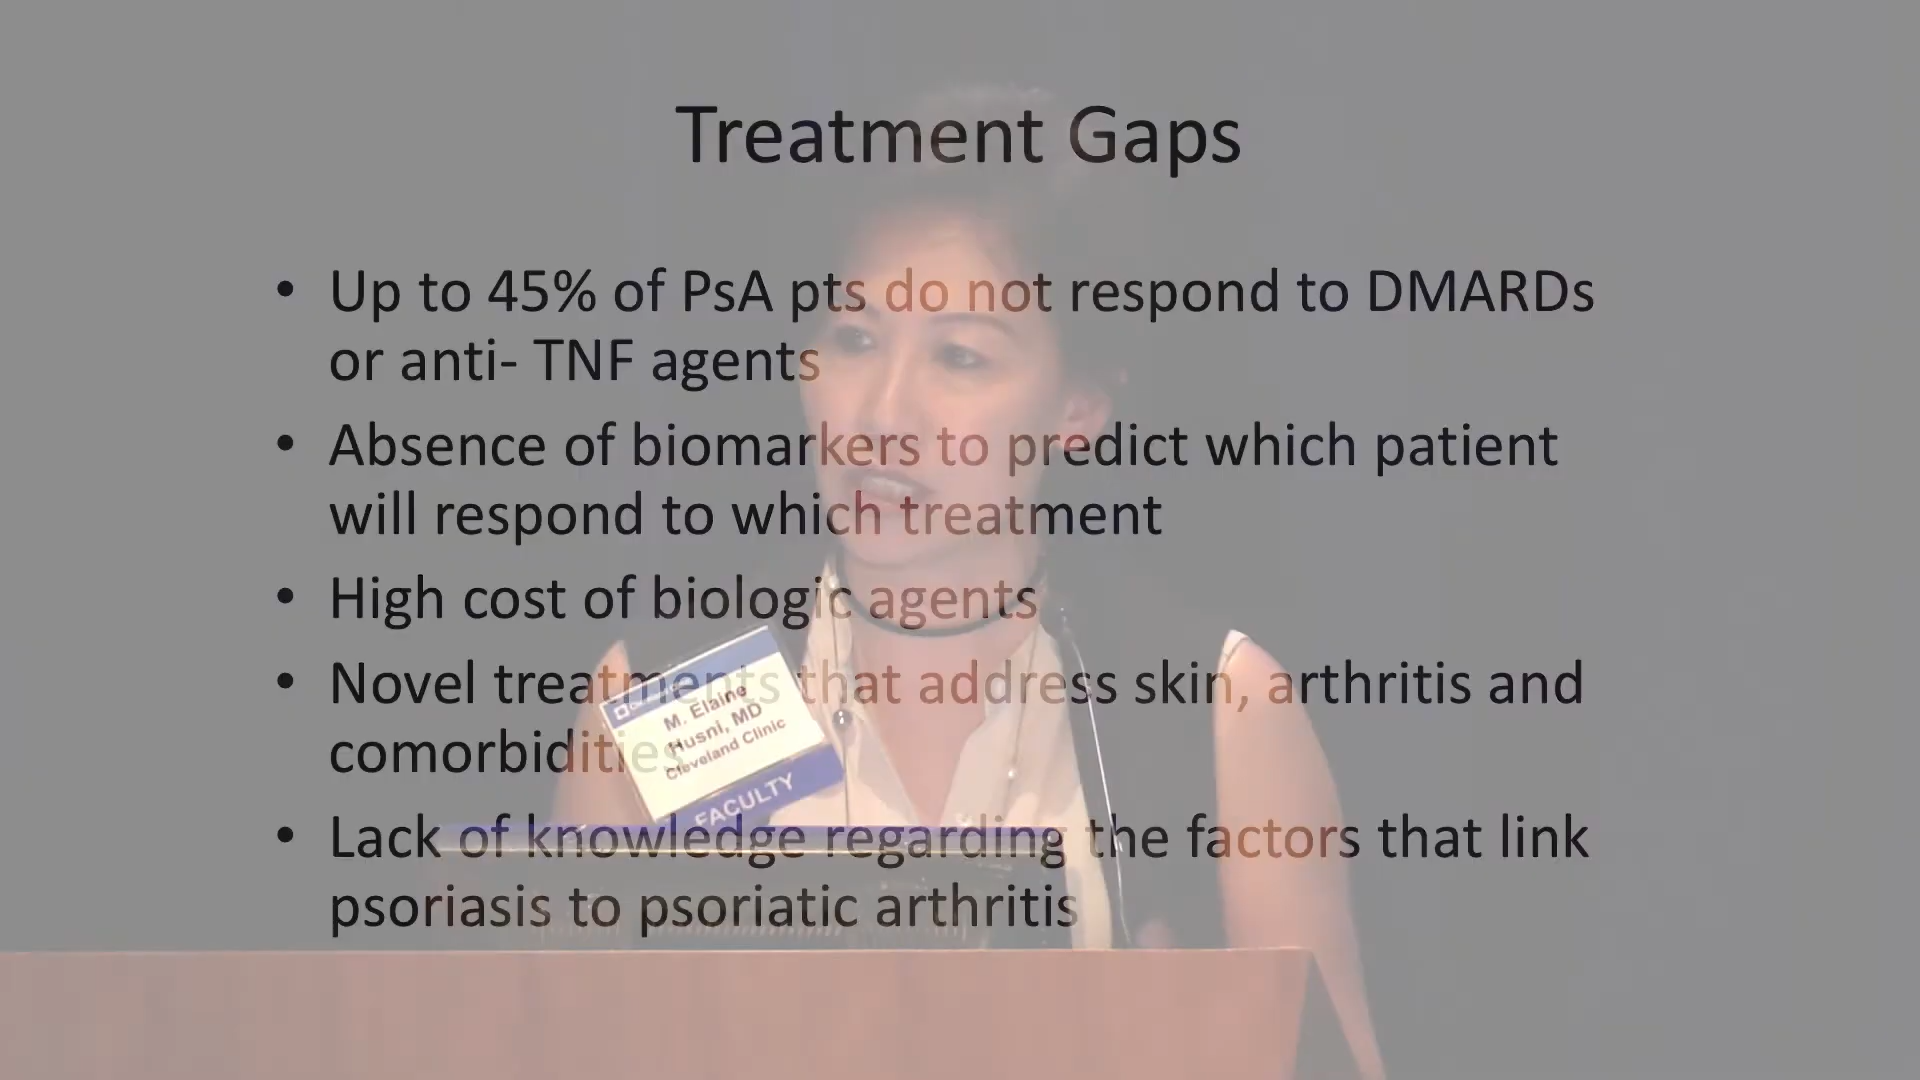 Treatment Gaps
• Up to 45% of PsA pts do not respond to DMARDs
or anti- TNF agents
• Absence of biomarkers to predict which patient
will respond to which treatment
• High cost of biologic agents
• Novel treatments that address skin, arthritis and
comorbidities
• Lack of knowledge regarding the factors that link
psoriasis to psoriatic arthritis
M. Elaine
Husni, MD
Cleveland Clinic
FACULTY